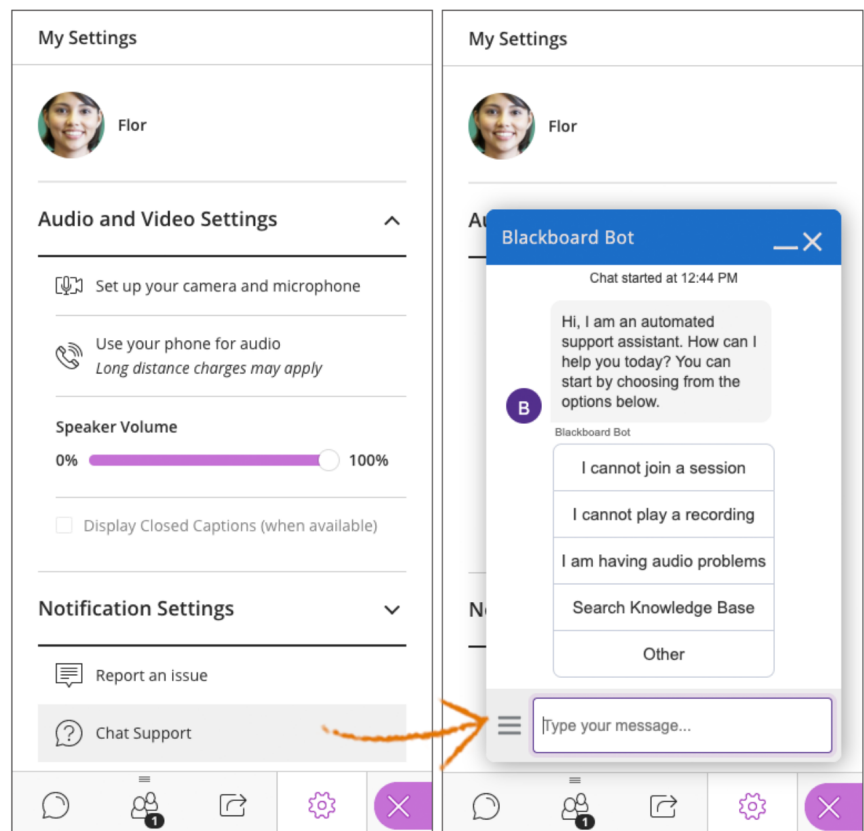 My Settings
Flor
Audio and Video Settings
Set up your camera and microphone
Use your phone for audio
Long distance charges may apply
Speaker Volume
0% 100%
Display Closed Captions (when available)
Notification Settings
Report an issue
Chat Support
1
My Settings
Flor
Au
Blackboard Bot
Chat started at 12:44 PM
Hi, I am an automated
support assistant. How can I
help you today? You can
start by choosing from the
options below.
B
Blackboard Bot
I cannot join a session
I cannot play a recording
I am having audio problems
Search Knowledge Base
Other
No
Type your message...
1